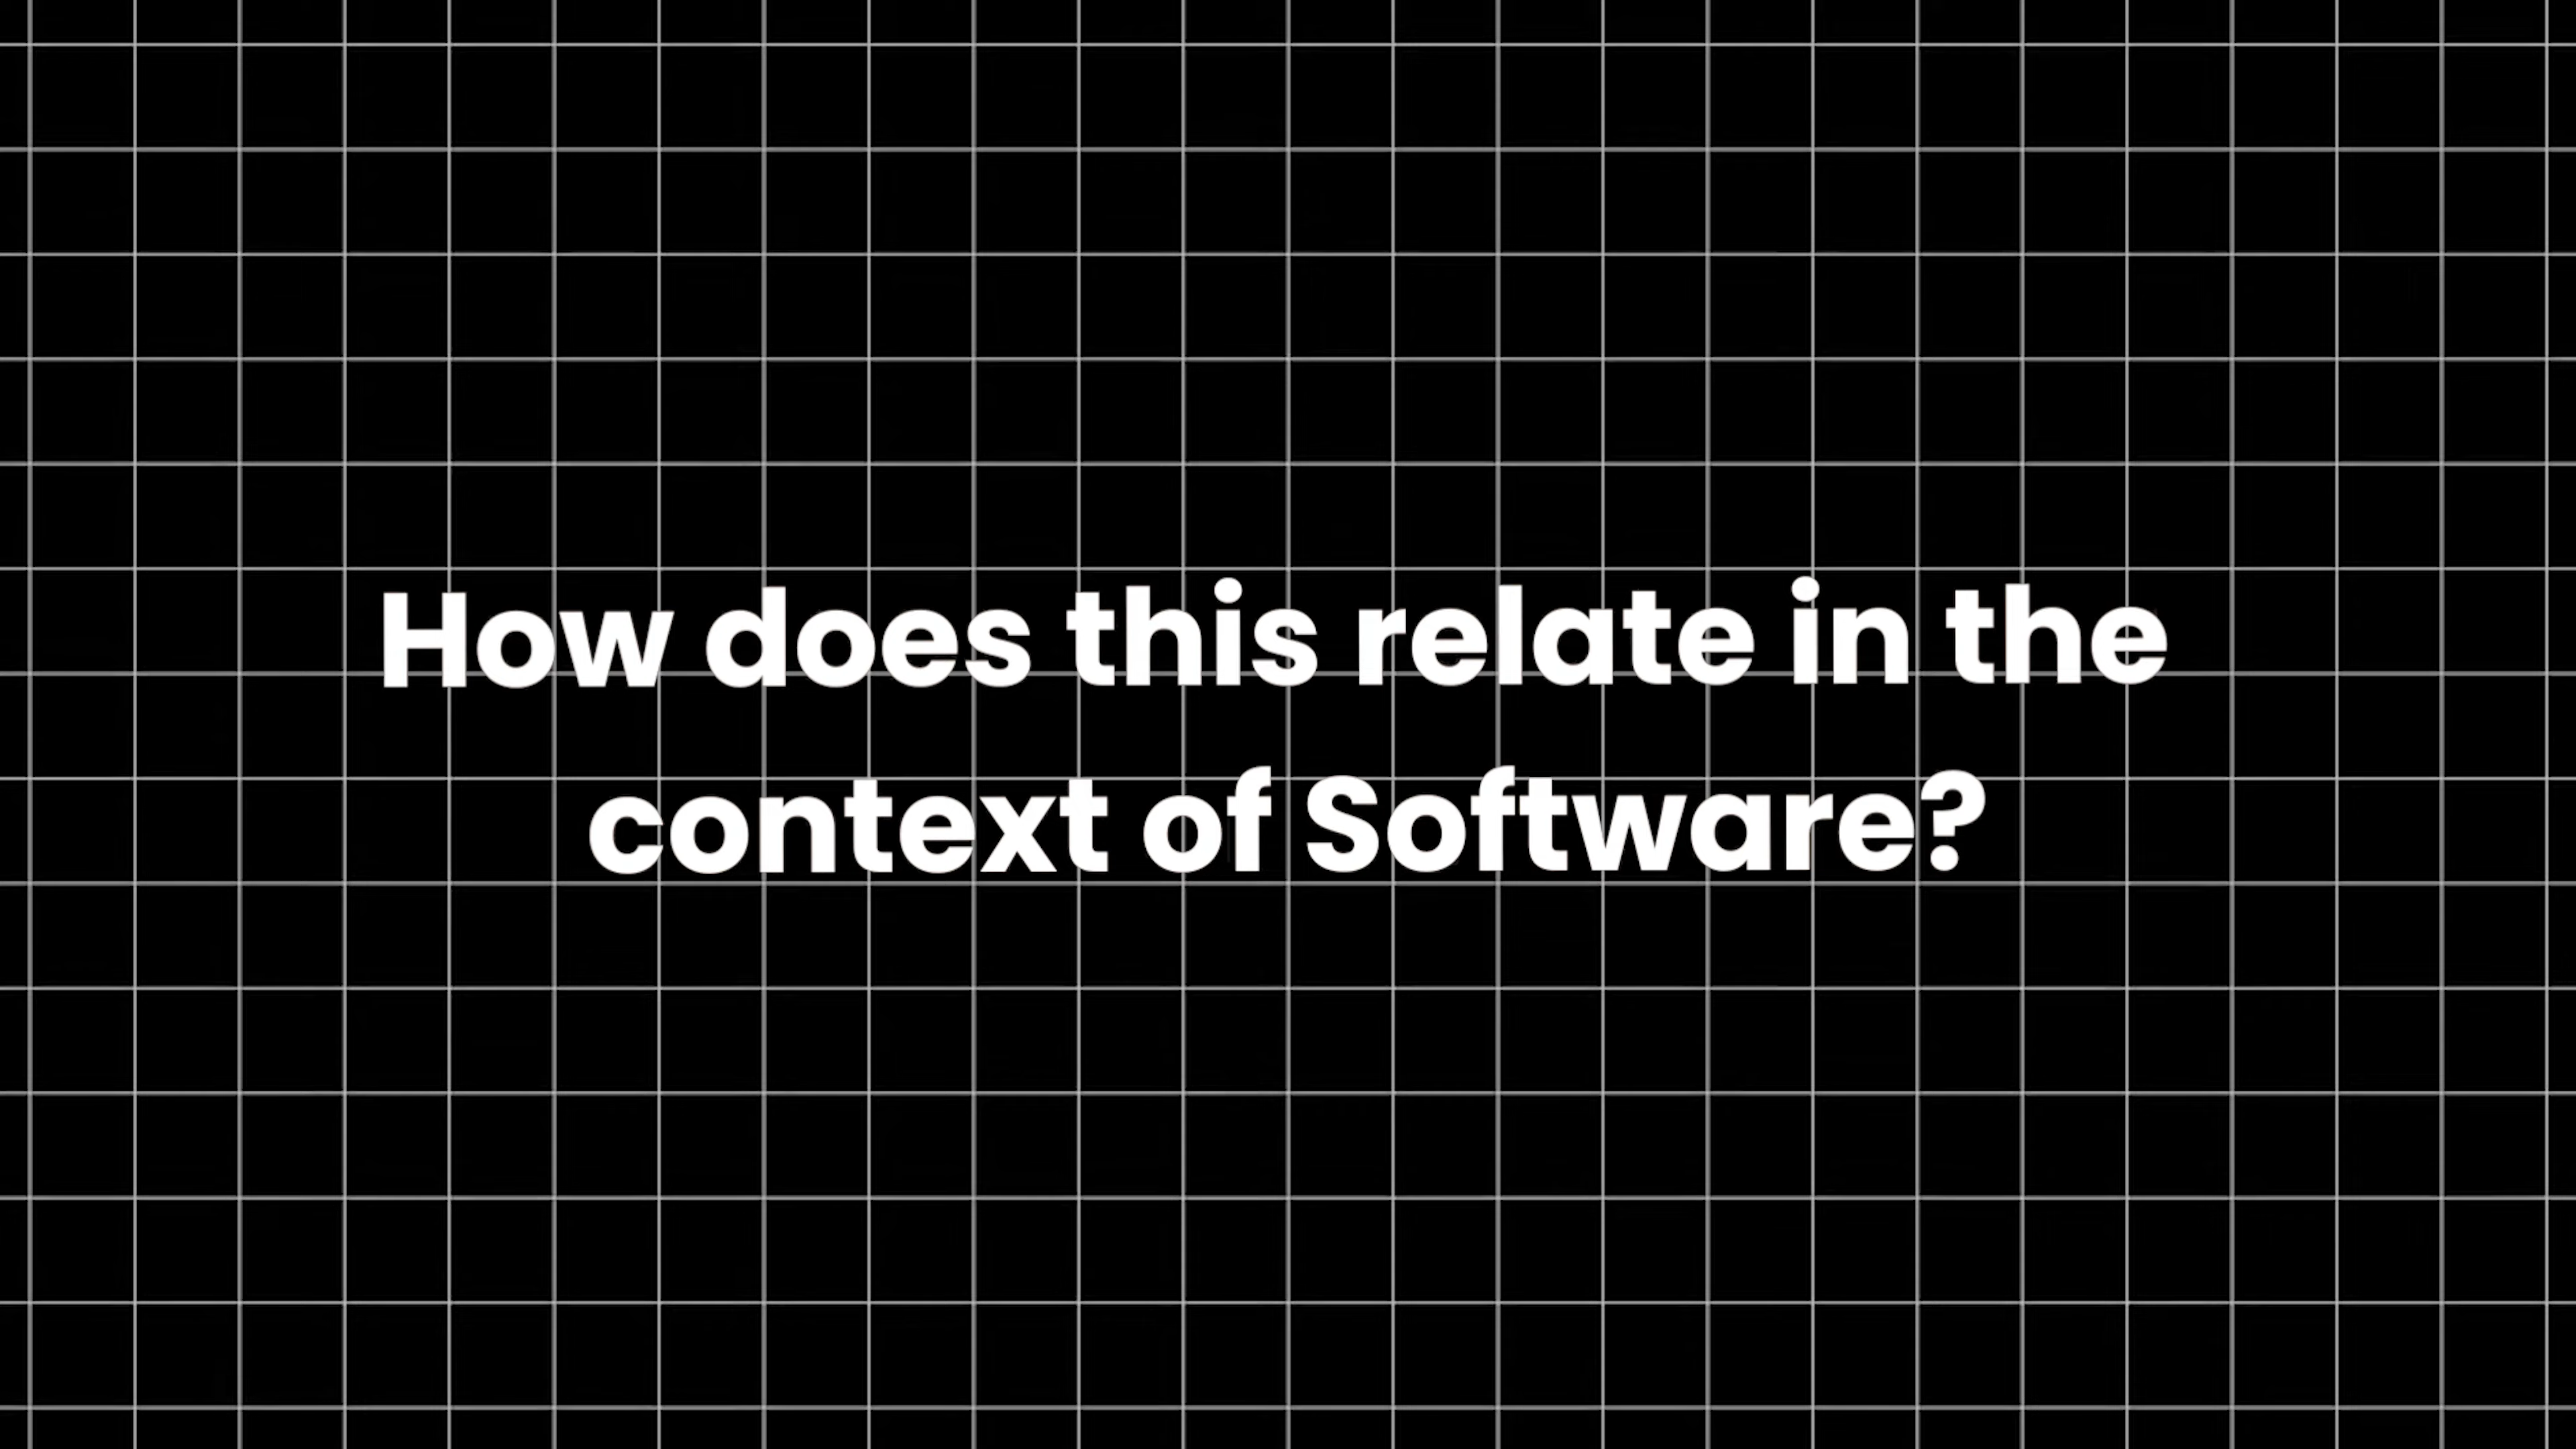 How does this relate in the
context of Software?